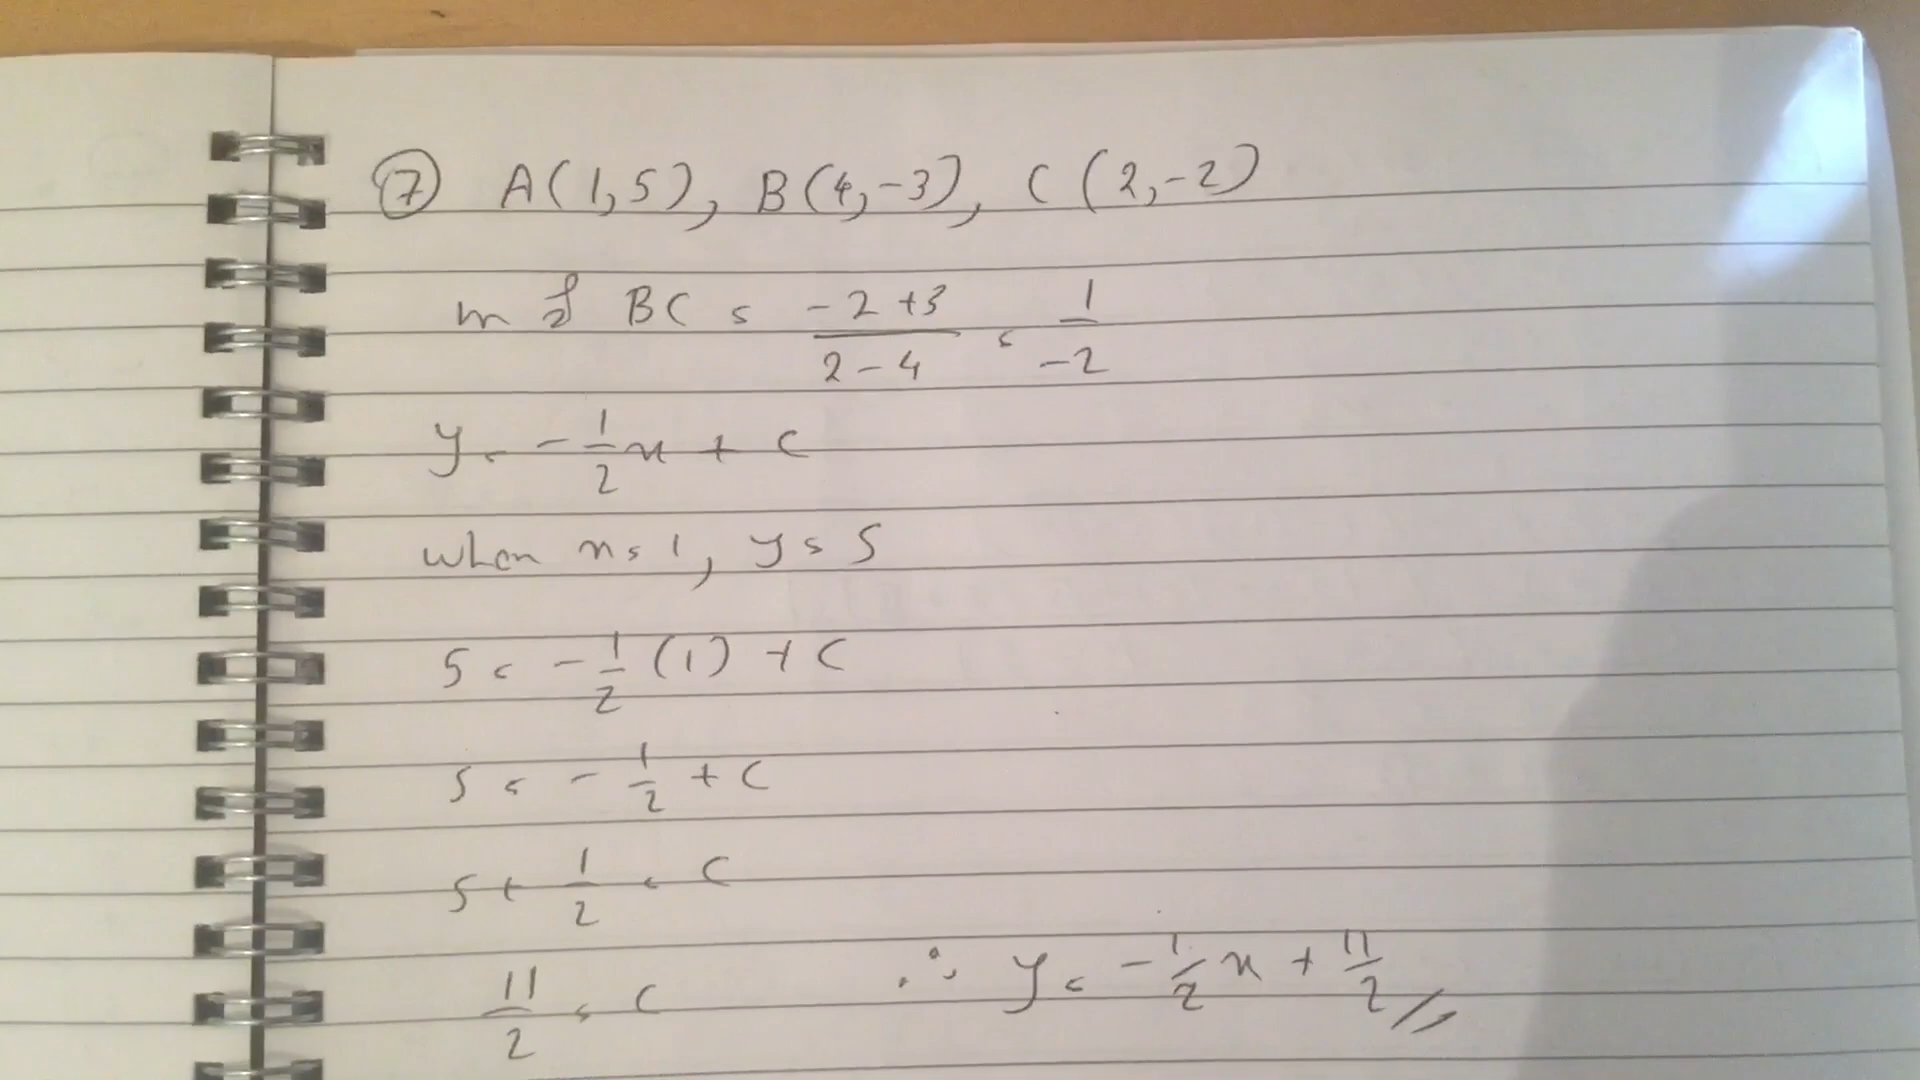 ⑦ A(1,5), B(4,-3), C(2,-2)
m of BC = (-2+3)/(2-4) = 1/-2
y = -1/2 x + c
when x = 1, y = 5
5 = -1/2 (1) + c
5 = -1/2 + c
5 + 1/2 = c
11/2 = c ∴ y = -1/2 x + 11/2 //